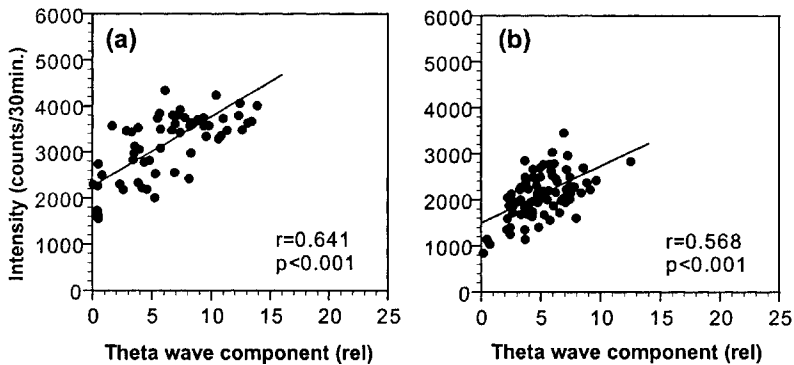 (a)
6000
5000
4000
3000
2000
1000
0
Intensity (counts/30min.)
r=0.641
p<0.001
0 5 10 15 20 25
Theta wave component (rel)
(b)
6000
5000
4000
3000
2000
1000
0
r=0.568
p<0.001
0 5 10 15 20 25
Theta wave component (rel)